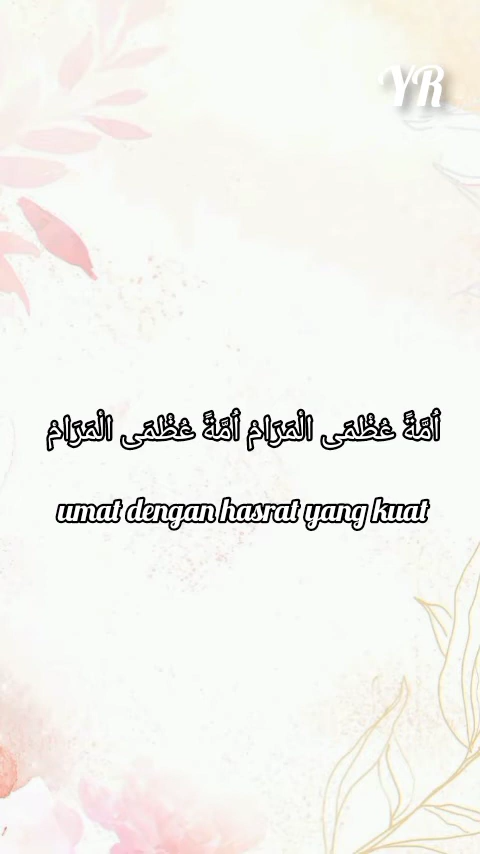 YR
اُمَّةً عُظْمَى الْمَرَامْ اُمَّةً عُظْمَى الْمَرَامْ
umat dengan hasrat yang kuat